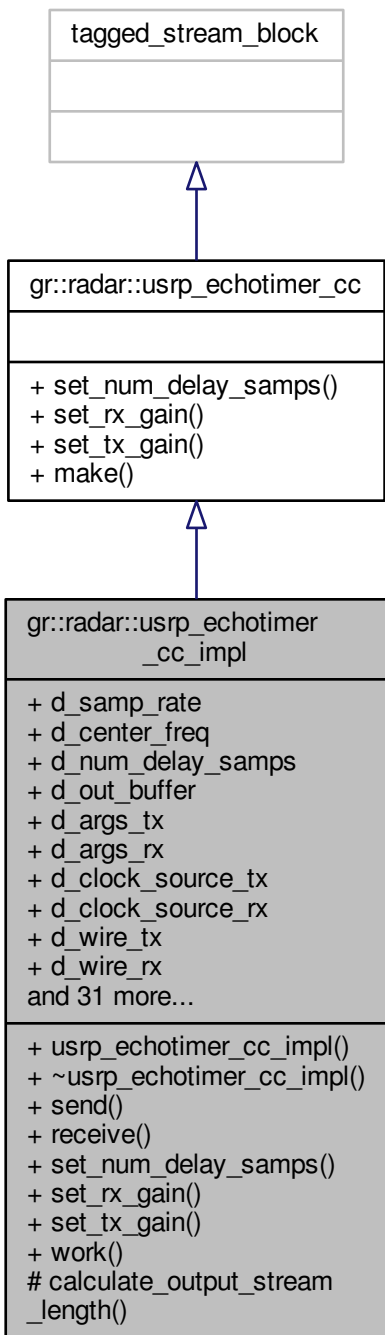 tagged_stream_block
gr::radar::usrp_echotimer_cc
+ set_num_delay_samps()
+ set_rx_gain()
+ set_tx_gain()
+ make()
gr::radar::usrp_echotimer
_cc_impl
+ d_samp_rate
+ d_center_freq
+ d_num_delay_samps
+ d_out_buffer
+ d_args_tx
+ d_args_rx
+ d_clock_source_tx
+ d_clock_source_rx
+ d_wire_tx
+ d_wire_rx
and 31 more...
+ usrp_echotimer_cc_impl()
+ ~usrp_echotimer_cc_impl()
+ send()
+ receive()
+ set_num_delay_samps()
+ set_rx_gain()
+ set_tx_gain()
+ work()
# calculate_output_stream
_length()